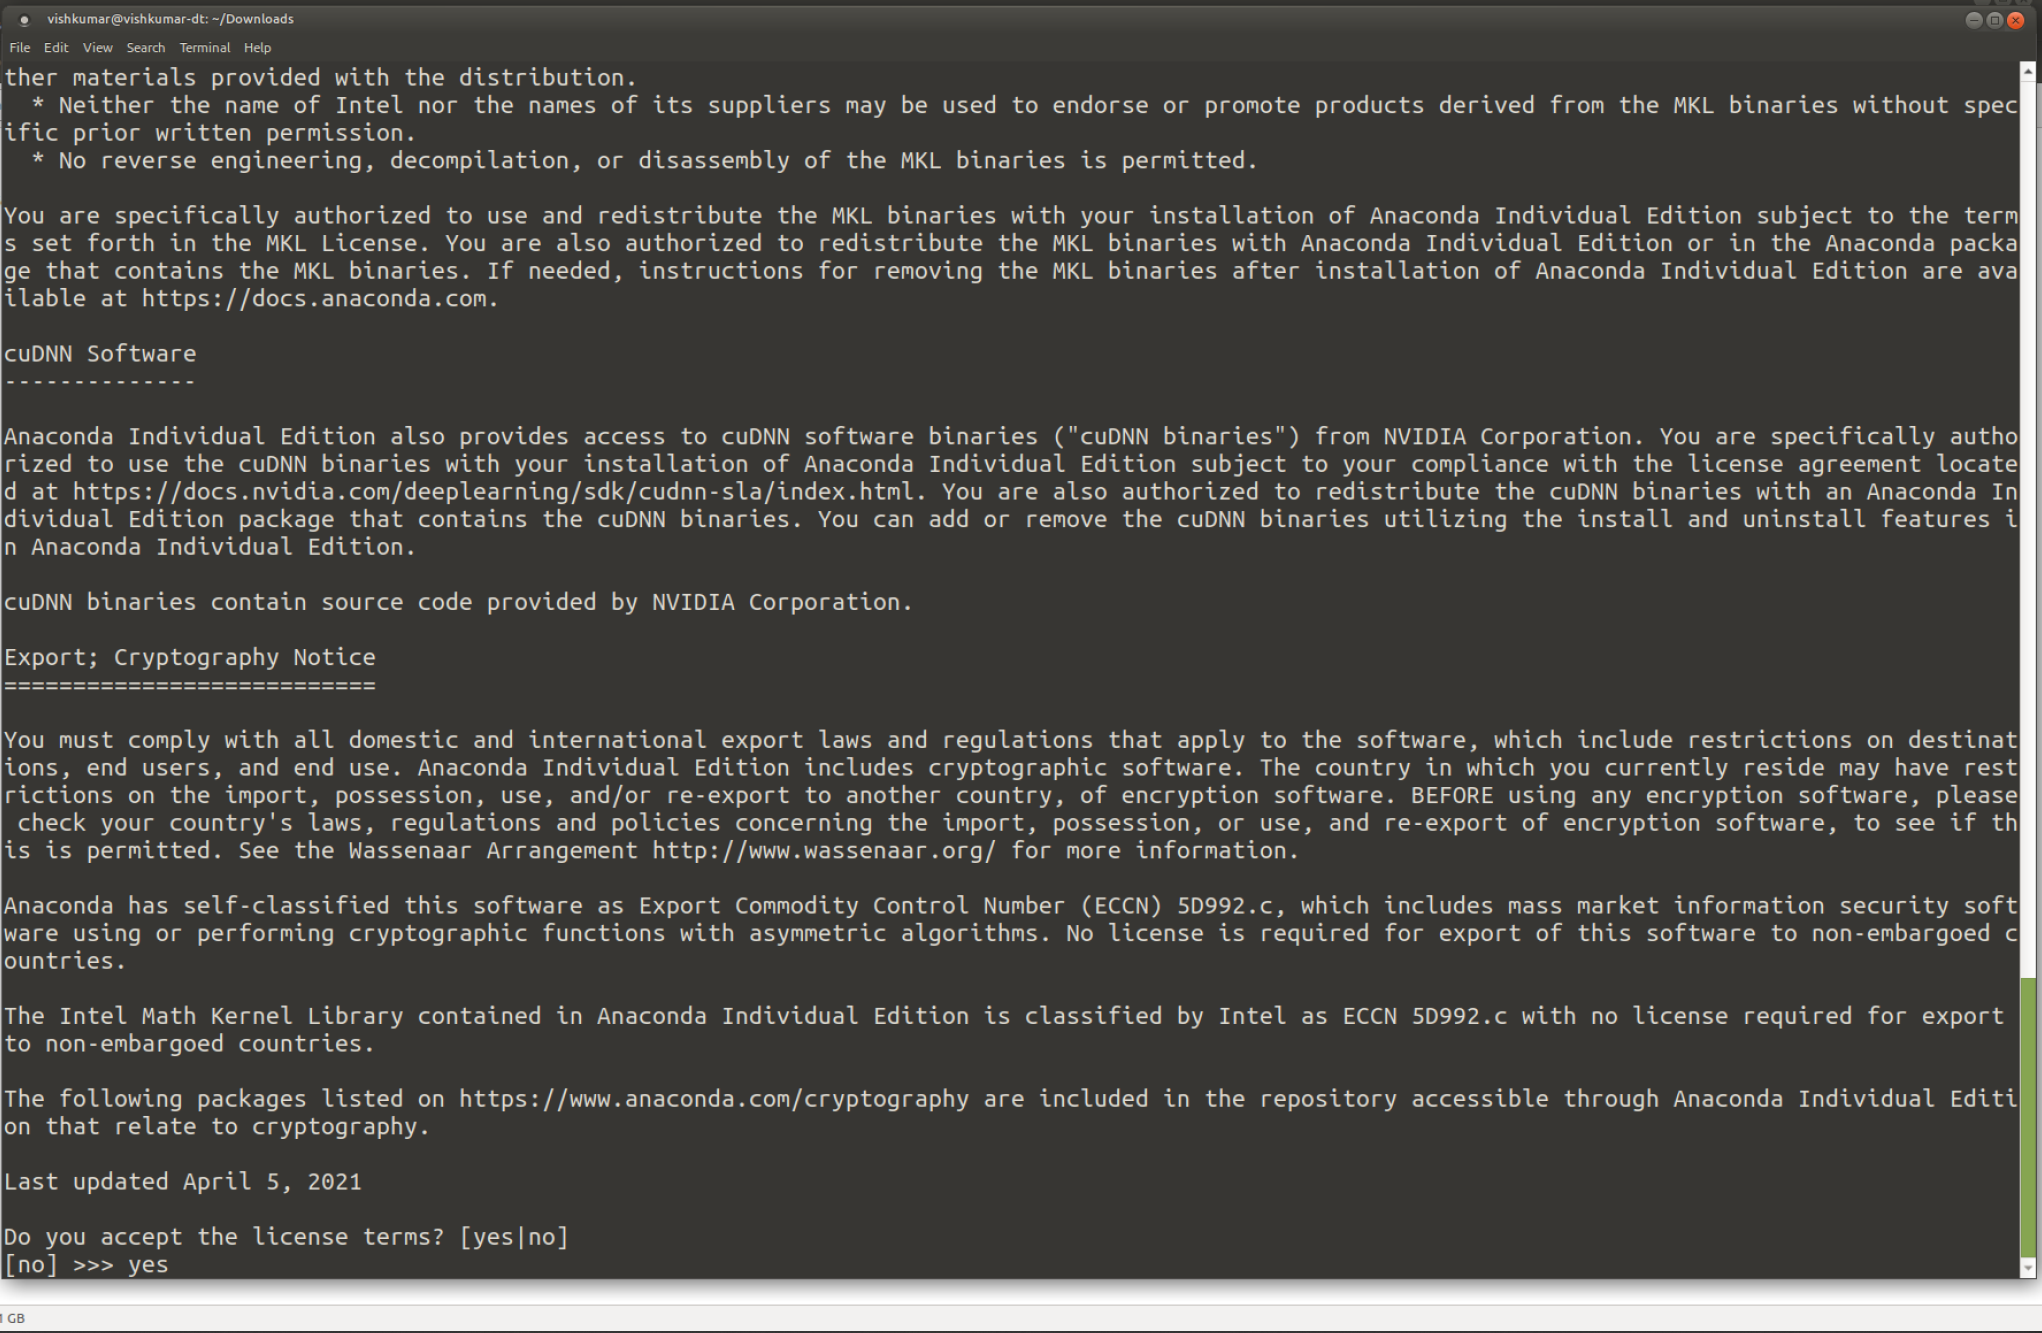 vishkumar@vishkumar-dt: ~/Downloads
File Edit View Search Terminal Help
ther materials provided with the distribution.
  * Neither the name of Intel nor the names of its suppliers may be used to endorse or promote products derived from the MKL binaries without spec
ific prior written permission.
  * No reverse engineering, decompilation, or disassembly of the MKL binaries is permitted.
You are specifically authorized to use and redistribute the MKL binaries with your installation of Anaconda Individual Edition subject to the term
s set forth in the MKL License. You are also authorized to redistribute the MKL binaries with Anaconda Individual Edition or in the Anaconda packa
ge that contains the MKL binaries. If needed, instructions for removing the MKL binaries after installation of Anaconda Individual Edition are ava
ilable at https://docs.anaconda.com.
cuDNN Software
--------------
Anaconda Individual Edition also provides access to cuDNN software binaries ("cuDNN binaries") from NVIDIA Corporation. You are specifically autho
rized to use the cuDNN binaries with your installation of Anaconda Individual Edition subject to your compliance with the license agreement locate
d at https://docs.nvidia.com/deeplearning/sdk/cudnn-sla/index.html. You are also authorized to redistribute the cuDNN binaries with an Anaconda In
dividual Edition package that contains the cuDNN binaries. You can add or remove the cuDNN binaries utilizing the install and uninstall features i
n Anaconda Individual Edition.
cuDNN binaries contain source code provided by NVIDIA Corporation.
Export; Cryptography Notice
===========================
You must comply with all domestic and international export laws and regulations that apply to the software, which include restrictions on destinat
ions, end users, and end use. Anaconda Individual Edition includes cryptographic software. The country in which you currently reside may have rest
rictions on the import, possession, use, and/or re-export to another country, of encryption software. BEFORE using any encryption software, please
 check your country's laws, regulations and policies concerning the import, possession, or use, and re-export of encryption software, to see if th
is is permitted. See the Wassenaar Arrangement http://www.wassenaar.org/ for more information.
Anaconda has self-classified this software as Export Commodity Control Number (ECCN) 5D992.c, which includes mass market information security soft
ware using or performing cryptographic functions with asymmetric algorithms. No license is required for export of this software to non-embargoed c
ountries.
The Intel Math Kernel Library contained in Anaconda Individual Edition is classified by Intel as ECCN 5D992.c with no license required for export
to non-embargoed countries.
The following packages listed on https://www.anaconda.com/cryptography are included in the repository accessible through Anaconda Individual Editi
on that relate to cryptography.
Last updated April 5, 2021
Do you accept the license terms? [yes|no]
[no] >>> yes
GB